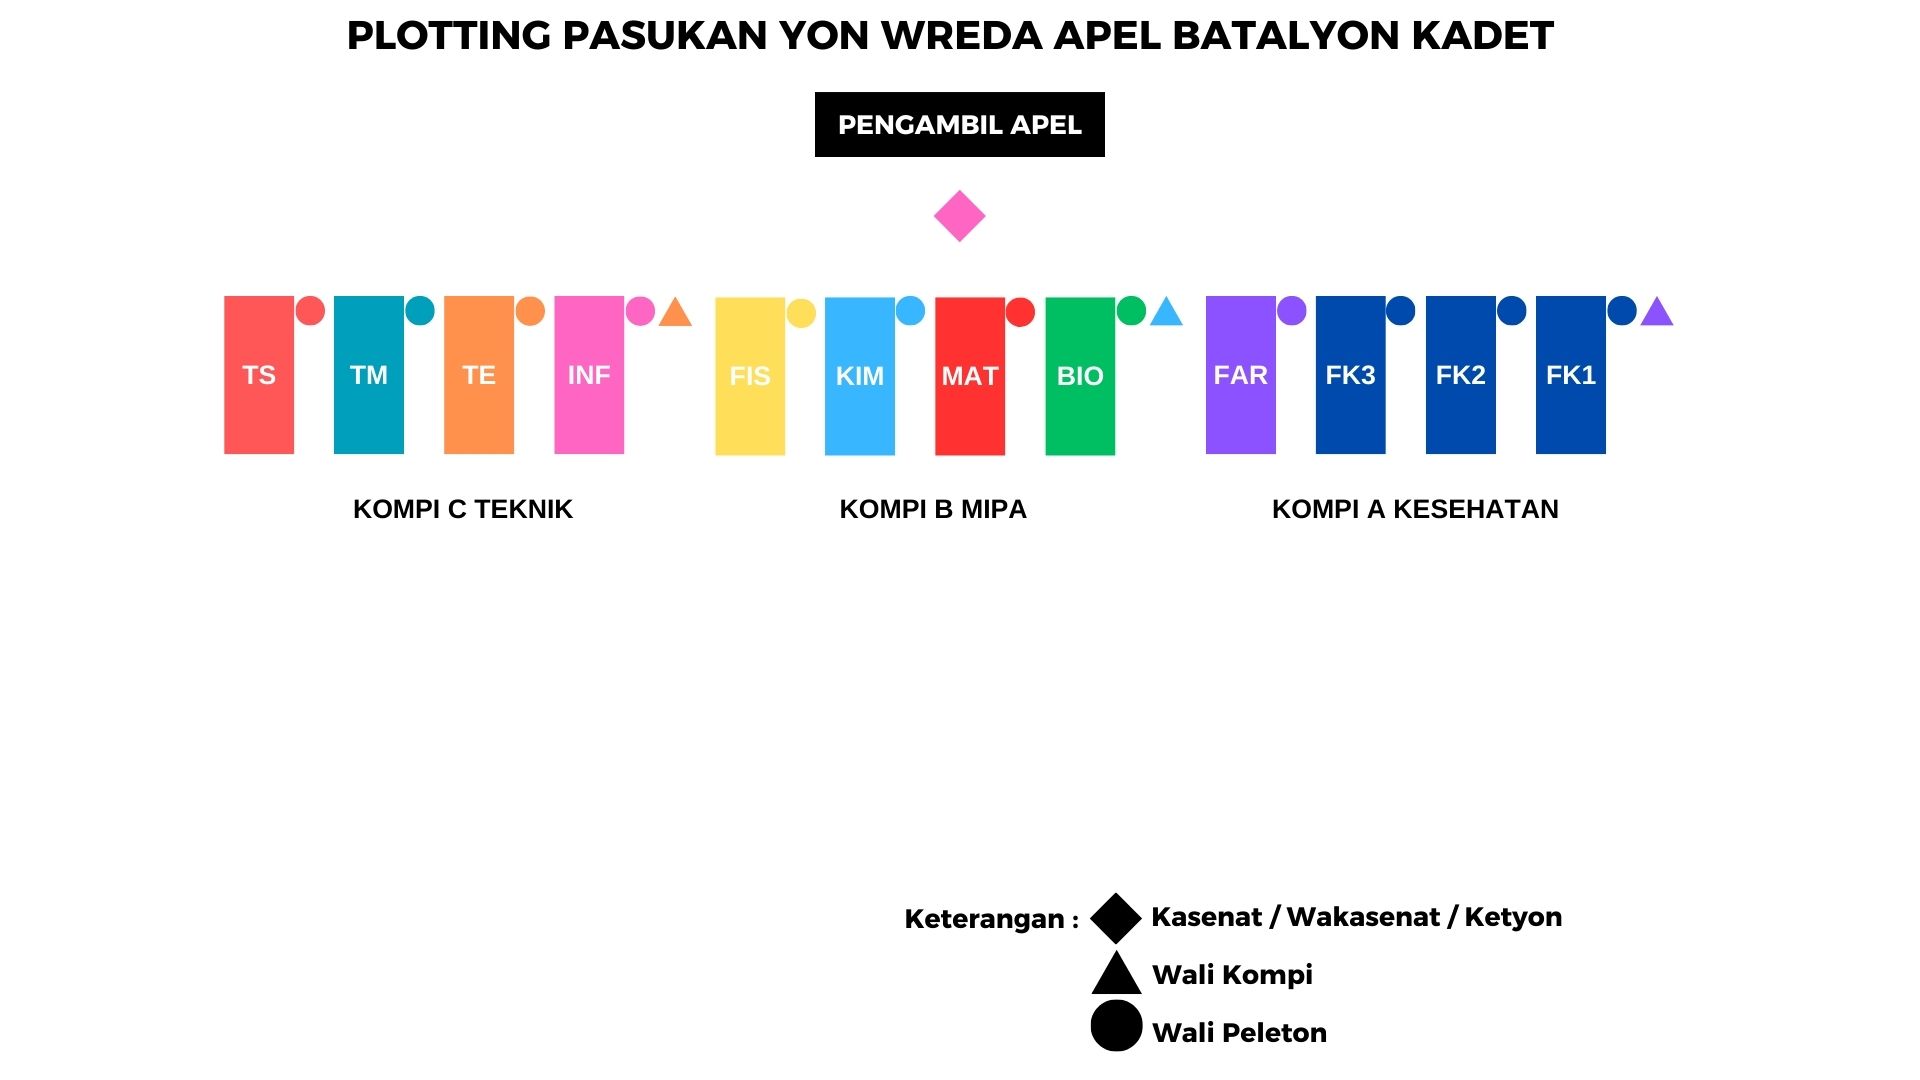 PLOTTING PASUKAN YON WREDA APEL BATALYON KADET
PENGAMBIL APEL
TS TM TE INF FIS KIM MAT BIO FAR FK3 FK2 FK1
KOMPI C TEKNIK KOMPI B MIPA KOMPI A KESEHATAN
Keterangan : Kasenat / Wakasenat / Ketyon
Wali Kompi
Wali Peleton